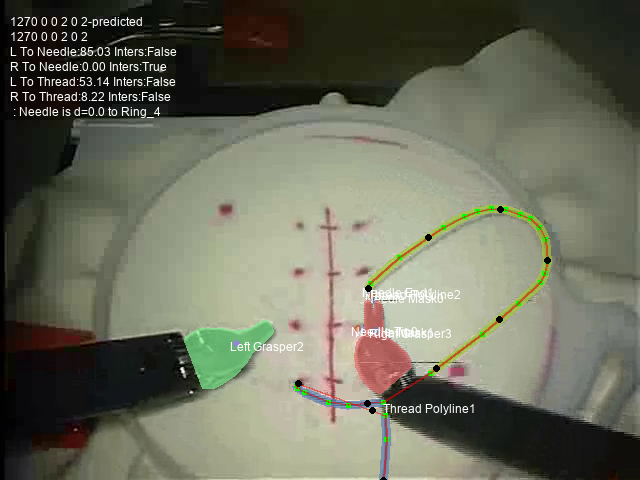 1270 0 0 2 0 2-predicted
1270 0 0 2 0 2
L To Needle:85.03 Inters:False
R To Needle:0.00 Inters:True
L To Thread:53.14 Inters:False
R To Thread:8.22 Inters:False
: Needle is d=0.0 to Ring_4
Left Grasper2
Right Grasper3
Thread Polyline1